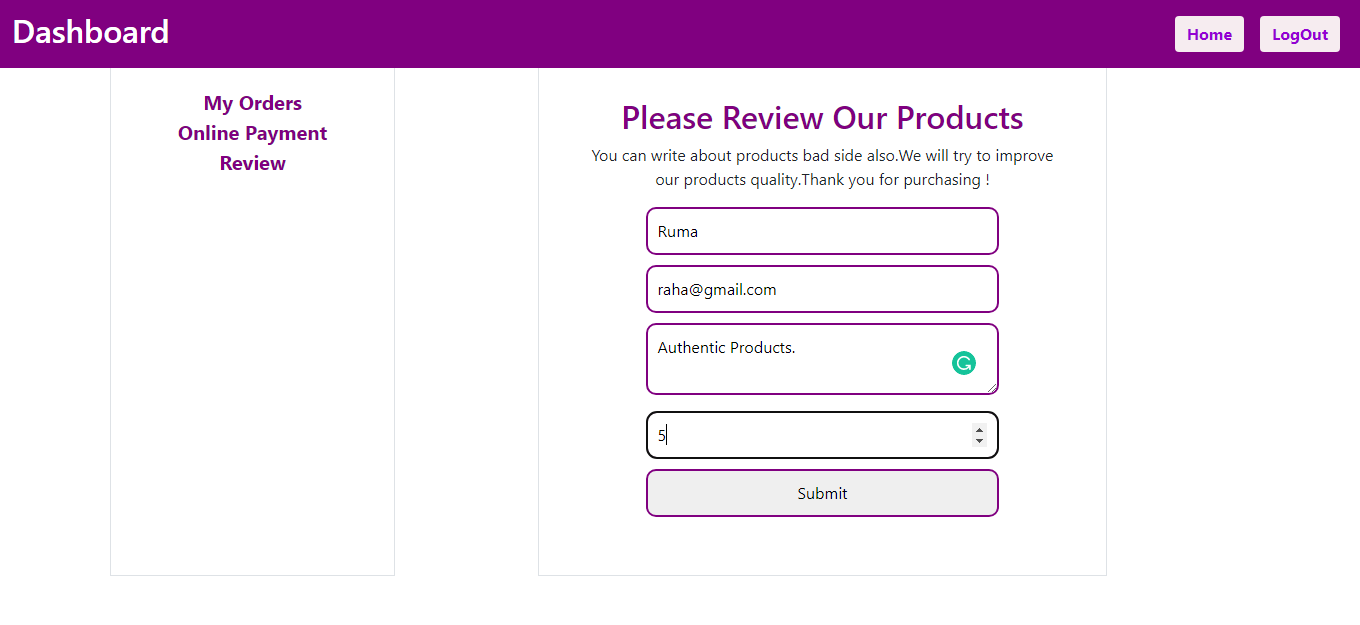 Dashboard
Home
LogOut
My Orders
Online Payment
Review
Please Review Our Products
You can write about products bad side also.We will try to improve
our products quality.Thank you for purchasing !
Ruma
raha@gmail.com
Authentic Products.
5
Submit